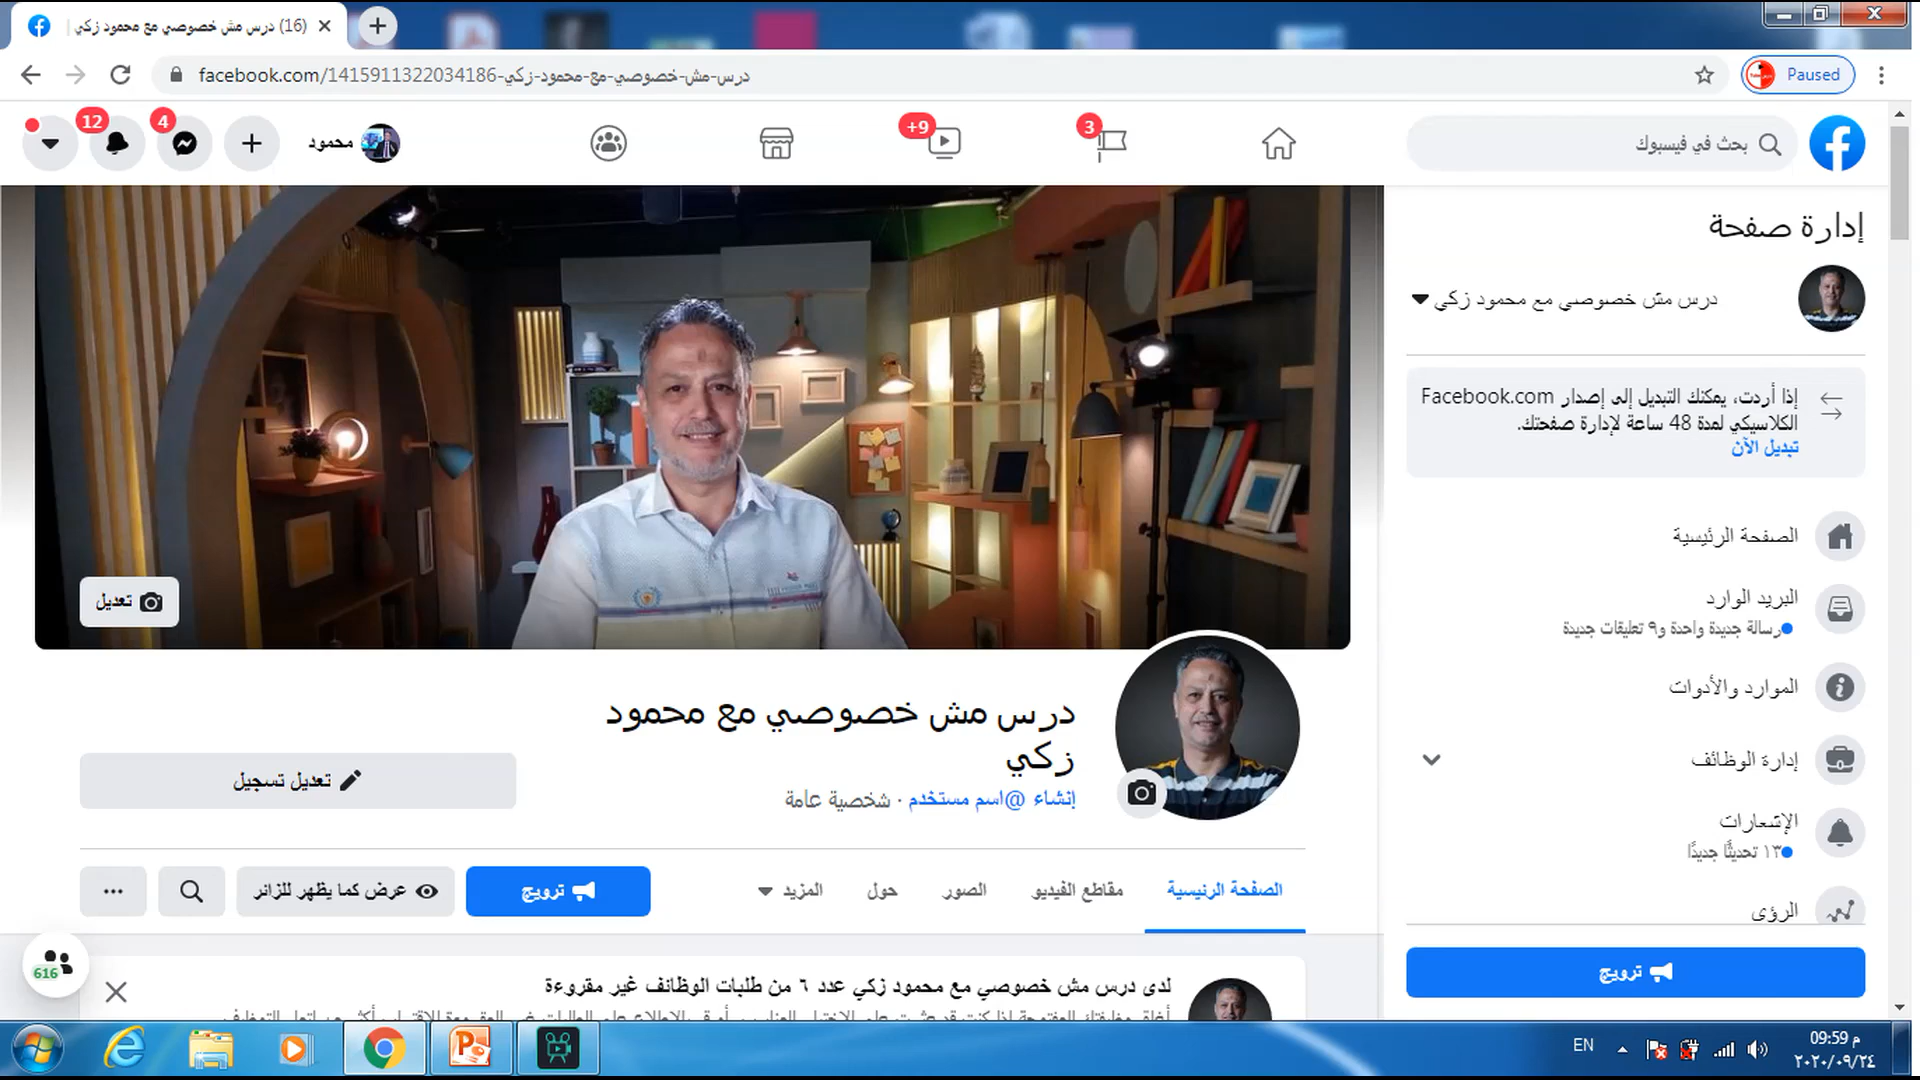 (16) درس مش خصوصي مع محمود زكي
facebook.com/1415911322034186-درس-مش-خصوصي-مع-محمود-زكي
Paused
بحث في فيسبوك
3
+9
محمود
4
12
إدارة صفحة
درس مش خصوصي مع محمود زكي
إذا أردت، يمكنك التبديل إلى إصدار Facebook.com
الكلاسيكي لمدة 48 ساعة لإدارة صفحتك.
تبديل الآن
الصفحة الرئيسية
البريد الوارد
رسالة جديدة واحدة و٩ تعليقات جديدة
الموارد والأدوات
إدارة الوظائف
الإشعارات
١٣ تحديثًا جديدًا
الرؤى
ترويج
تعديل
درس مش خصوصي مع محمود
زكي
إنشاء @اسم مستخدم · شخصية عامة
تعديل تسجيل
الصفحة الرئيسية
مقاطع الفيديو
الصور
حول
المزيد
ترويج
عرض كما يظهر للزائر
616
لدى درس مش خصوصي مع محمود زكي عدد ٦ من طلبات الوظائف غير مقروءة
EN
09:59 م
٢٠٢٠/٠٩/٢٤